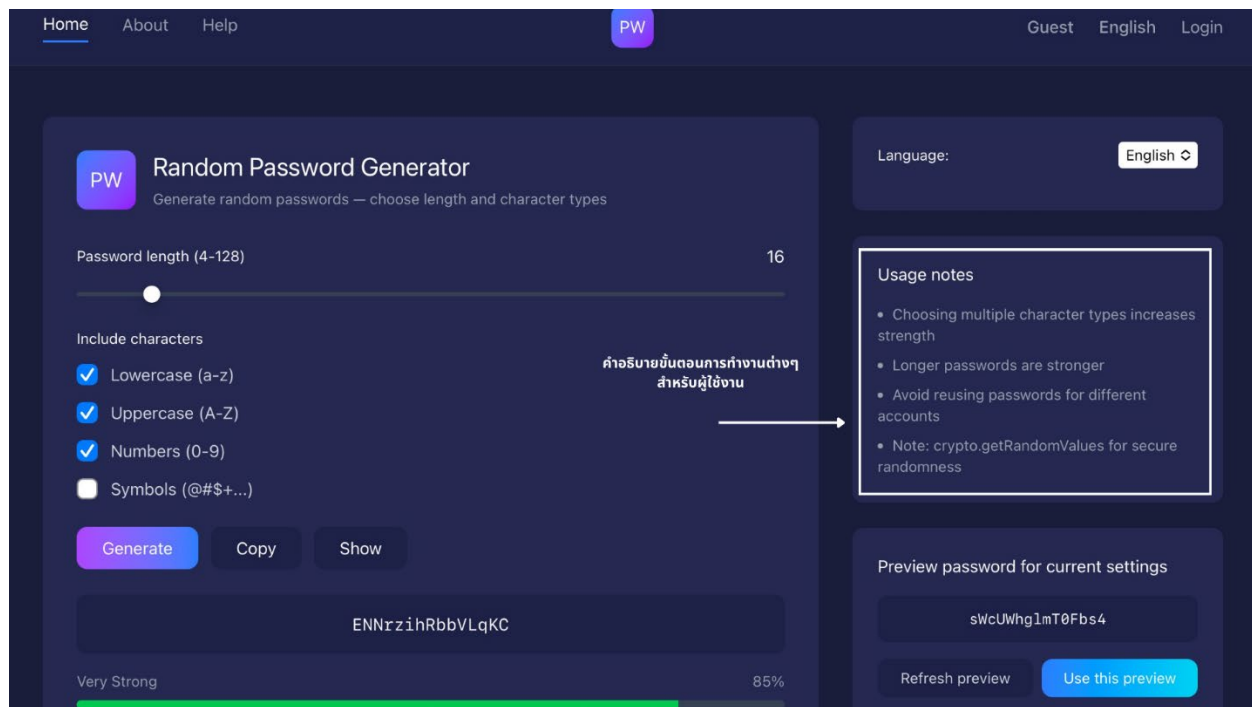 Home About Help
PW
Guest English Login
PW
Random Password Generator
Generate random passwords — choose length and character types
Password length (4-128)
16
Include characters
Lowercase (a-z)
Uppercase (A-Z)
Numbers (0-9)
Symbols (@#$+...)
Generate Copy Show
ENNrzihRbbVLqKC
Very Strong
85%
คำอธิบายขั้นตอนการทำงานต่างๆ
สำหรับผู้ใช้งาน
Language:
English
Usage notes
• Choosing multiple character types increases
strength
• Longer passwords are stronger
• Avoid reusing passwords for different
accounts
• Note: crypto.getRandomValues for secure
randomness
Preview password for current settings
sWcUWhglmT0Fbs4
Refresh preview Use this preview